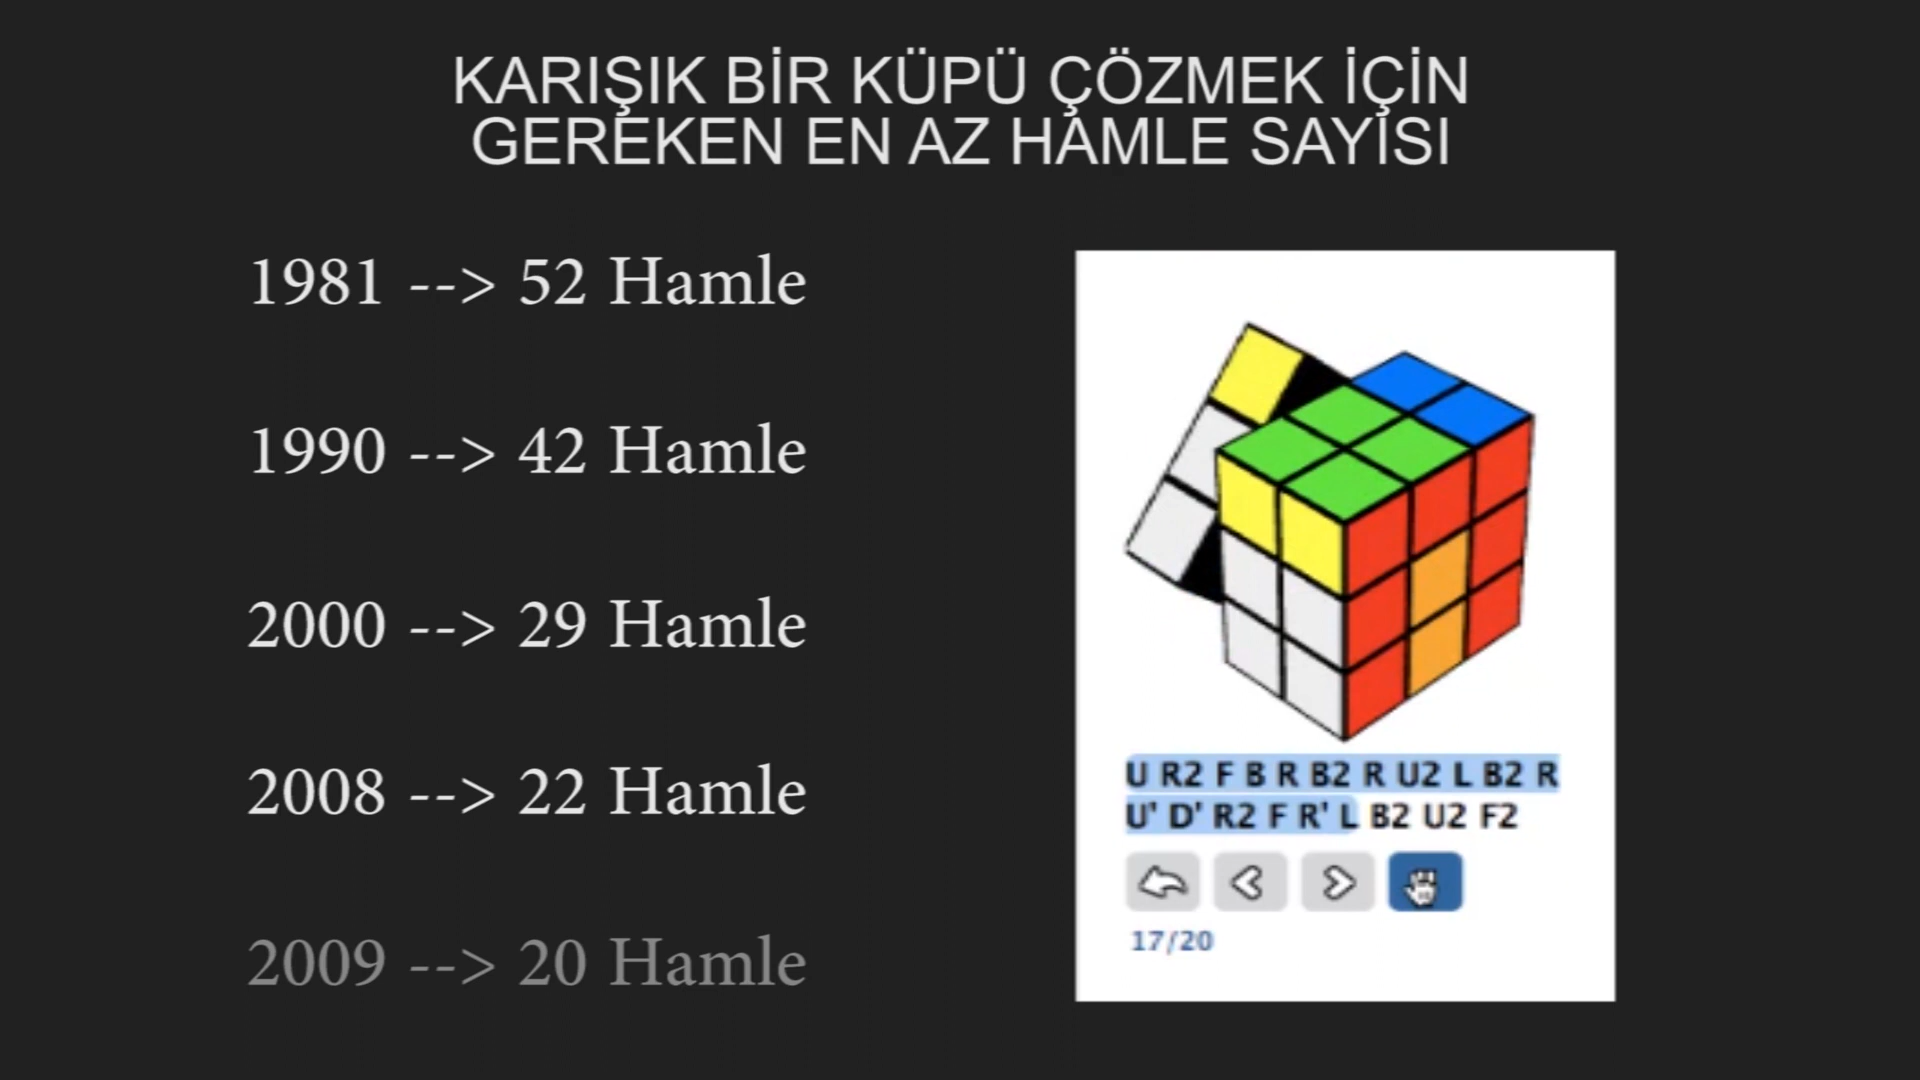 KARIŞIK BİR KÜPÜ ÇÖZMEK İÇİN
GEREKEN EN AZ HAMLE SAYISI
1981 --> 52 Hamle
1990 --> 42 Hamle
2000 --> 29 Hamle
2008 --> 22 Hamle
2009 --> 20 Hamle
U R2 F B R B2 R U2 L B2 R
U' D' R2 F R' L B2 U2 F2
17/20